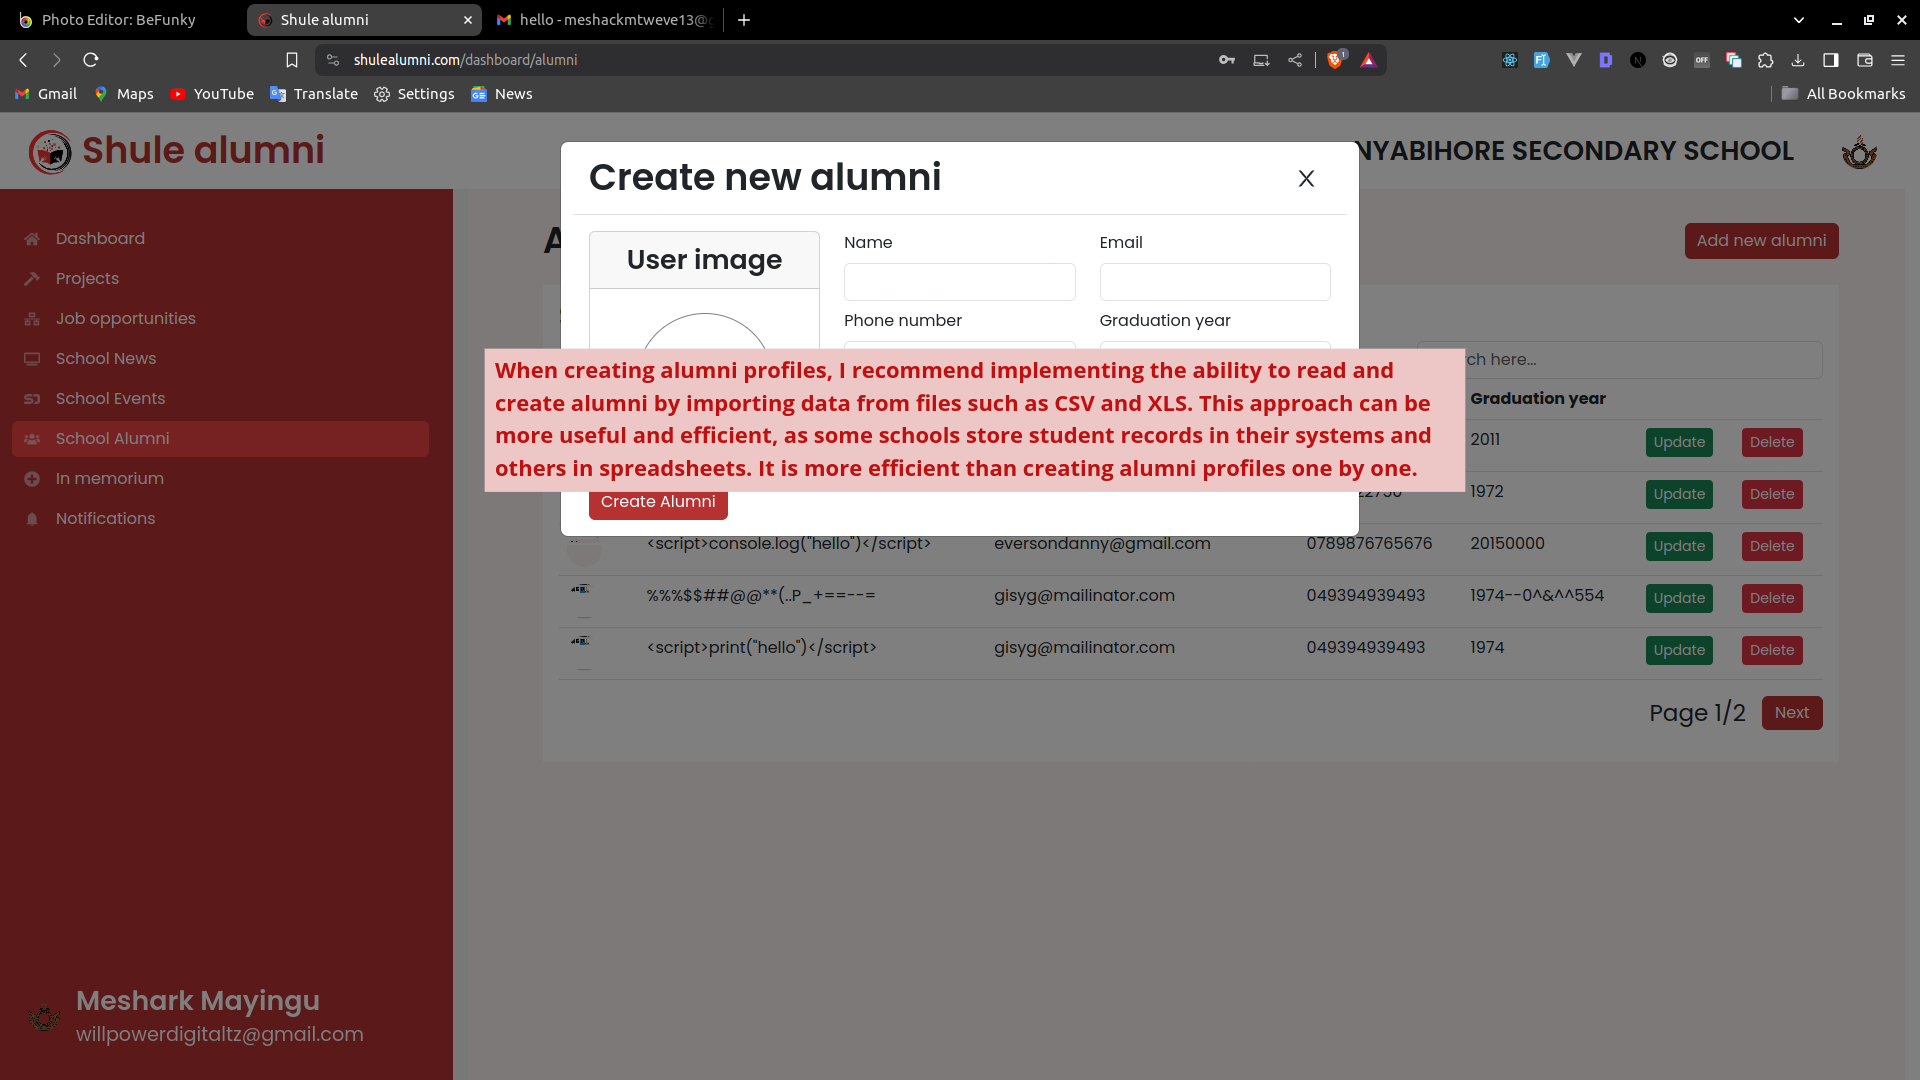 Photo Editor: BeFunky
Shule alumni
hello - meshackmtweve13@
shulealumni.com/dashboard/alumni
1
OFF
Gmail
Maps
YouTube
Translate
Settings
News
All Bookmarks
Shule alumni
NYABIHORE SECONDARY SCHOOL
Create new alumni
X
Dashboard
Projects
Job opportunities
School News
School Events
School Alumni
In memorium
Notifications
Add new alumni
User image
Name
Email
Phone number
Graduation year
ch here...
When creating alumni profiles, I recommend implementing the ability to read and
create alumni by importing data from files such as CSV and XLS. This approach can be
more useful and efficient, as some schools store student records in their systems and
others in spreadsheets. It is more efficient than creating alumni profiles one by one.
Create Alumni
Graduation year
2011 Update Delete
1972 Update Delete
<script>console.log("hello")</script> eversondanny@gmail.com 0789876765676 20150000 Update Delete
%%%$$##@@**(..P_+==--= gisyg@mailinator.com 049394939493 1974--0^&^^554 Update Delete
<script>print("hello")</script> gisyg@mailinator.com 049394939493 1974 Update Delete
Page 1/2 Next
Meshark Mayingu
willpowerdigitaltz@gmail.com